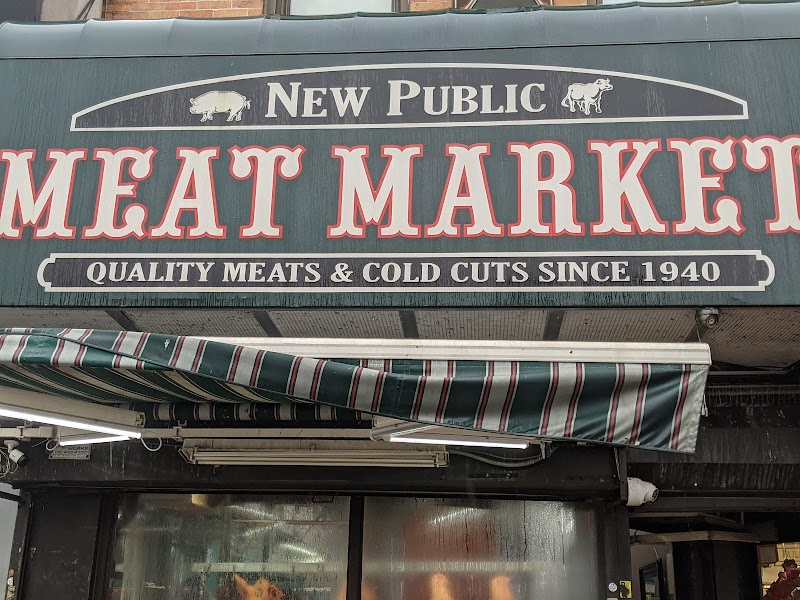 NEW PUBLIC
MEAT MARKET
QUALITY MEATS & COLD CUTS SINCE 1940